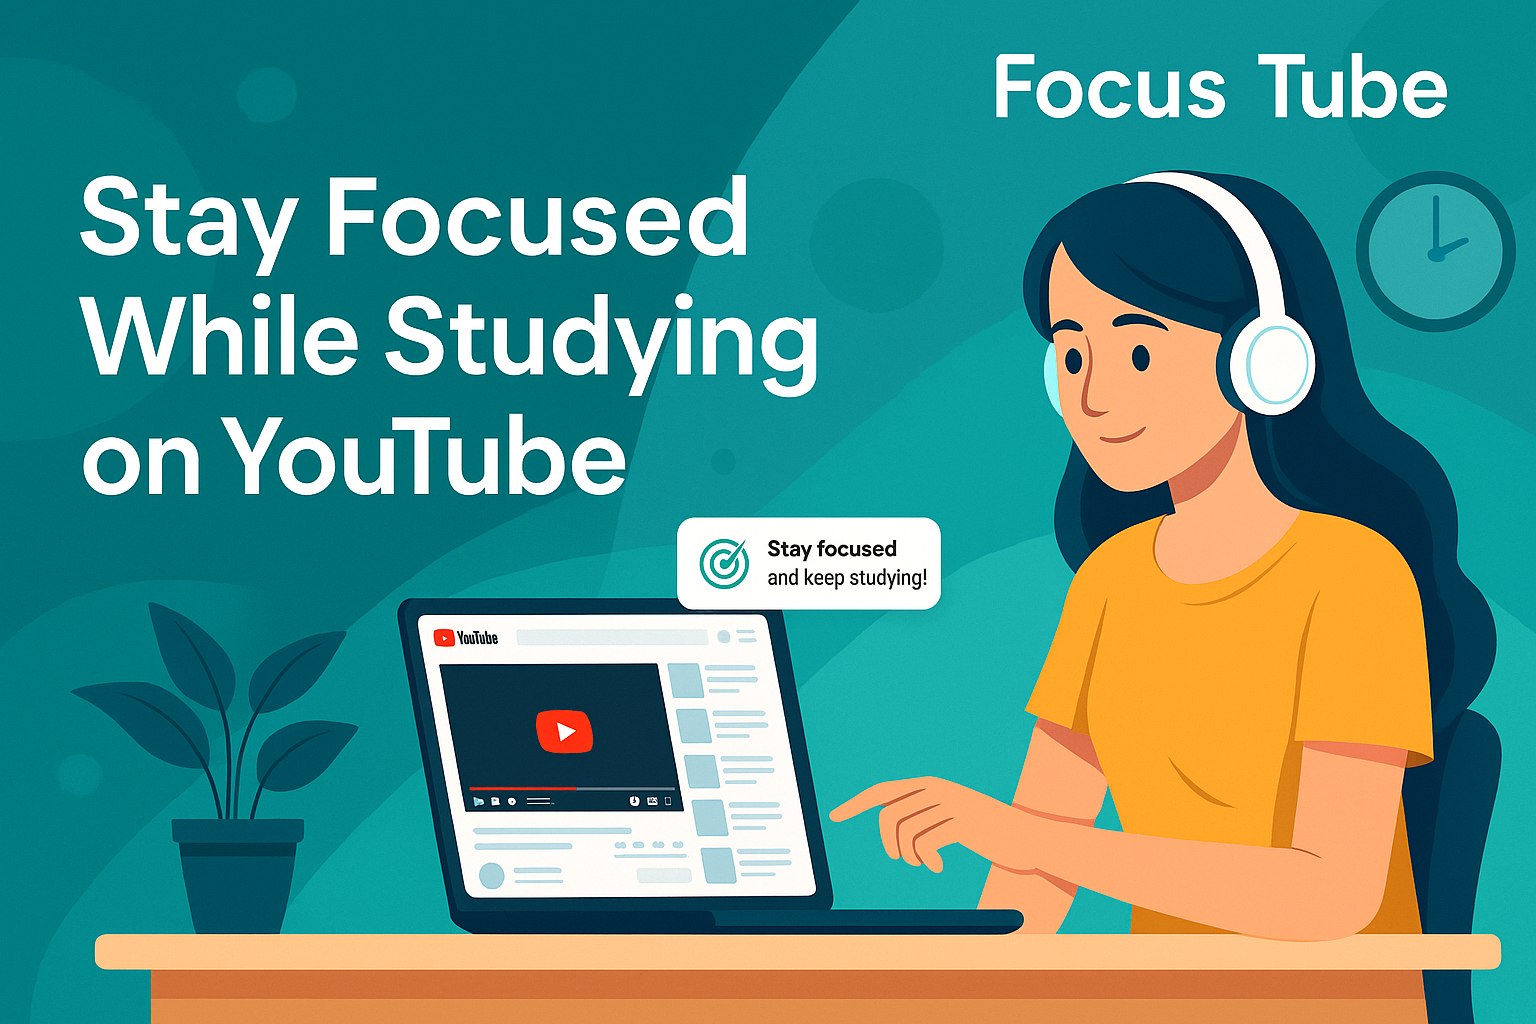 Focus Tube
Stay Focused
While Studying
on YouTube
Stay focused
and keep studying!
YouTube